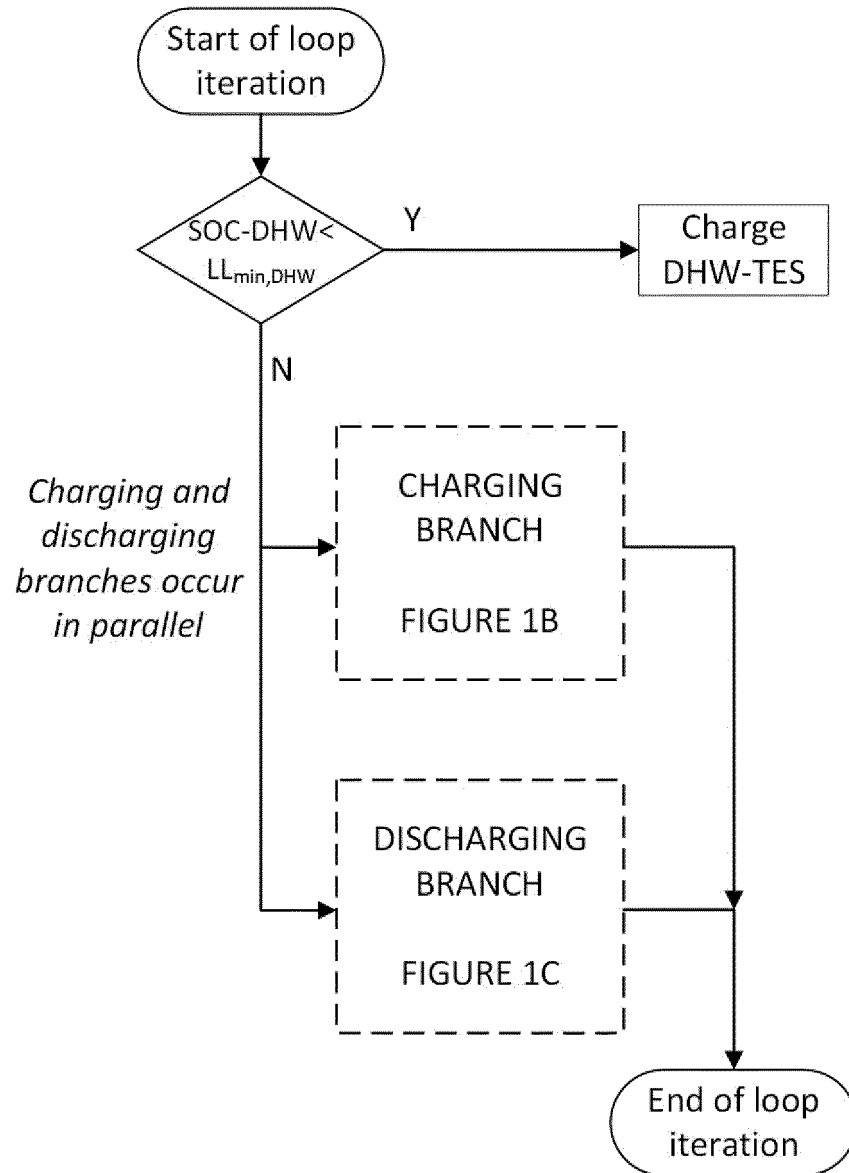 Start of loop
iteration
SOC-DHW<
LLmin,DHW
Y
Charge
DHW-TES
N
Charging and
discharging
branches occur
in parallel
CHARGING
BRANCH
FIGURE 1B
DISCHARGING
BRANCH
FIGURE 1C
End of loop
iteration